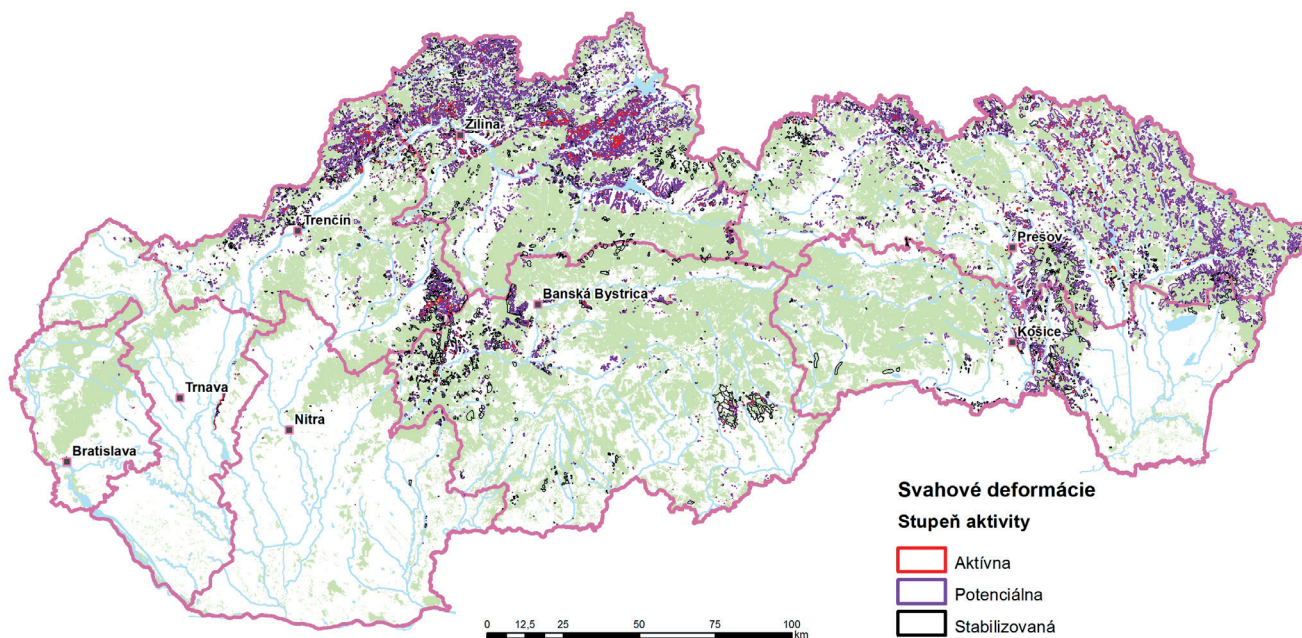 Žilina
Trenčín
Prešov
Banská Bystrica
Košice
Trnava
Nitra
Bratislava
Svahové deformácie
Stupeň aktivity
Aktívna
Potenciálna
Stabilizovaná
0 12,5 25 50 75 100
km